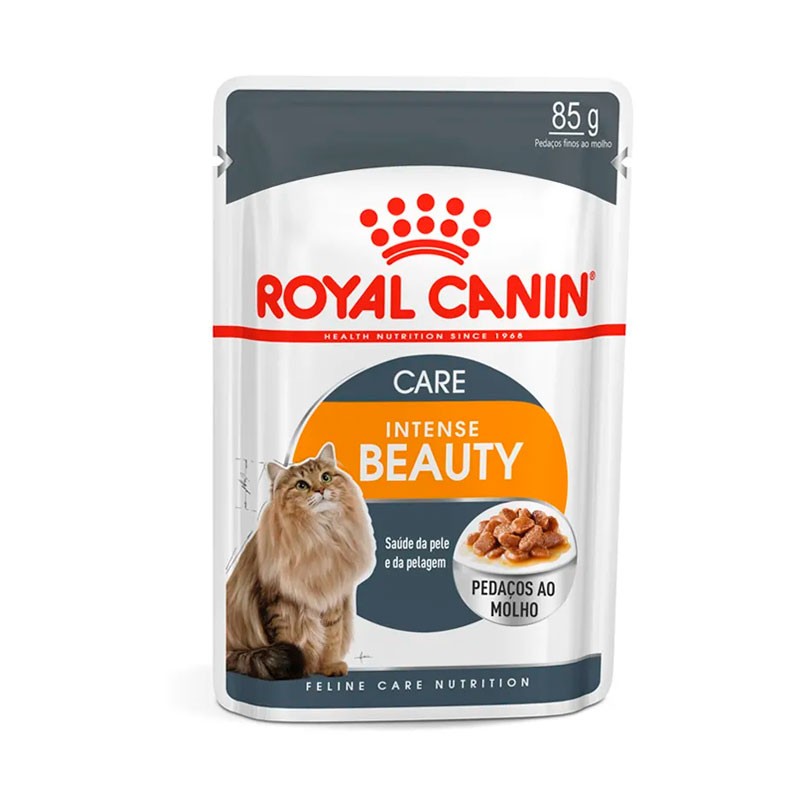 85 g
Pedaços finos ao molho
ROYAL CANIN®
HEALTH NUTRITION SINCE 1968
CARE
INTENSE
BEAUTY
Saúde da pele
e da pelagem
PEDAÇOS AO
MOLHO
FELINE CARE NUTRITION